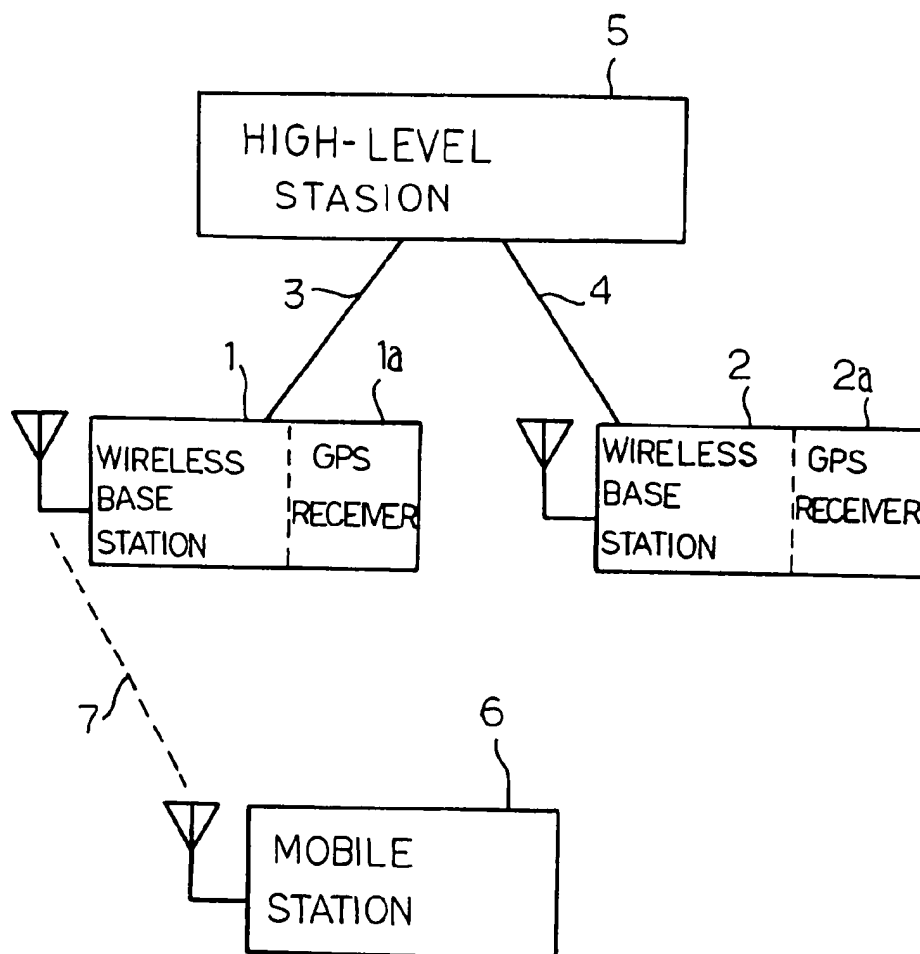 5
HIGH-LEVEL
STASION
3
4
1
1a
2
2a
WIRELESS
BASE
STATION
GPS
RECEIVER
WIRELESS
BASE
STATION
GPS
RECEIVER
7
6
MOBILE
STATION